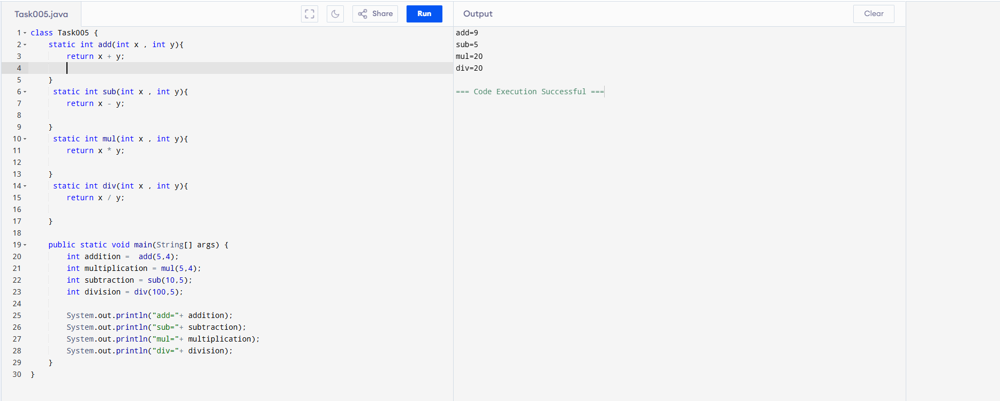 Task005.java
Share
Run
Output
Clear
1 class Task005 {
2     static int add(int x , int y){
3         return x + y;
4
5     }
6      static int sub(int x , int y){
7         return x - y;
8
9     }
10      static int mul(int x , int y){
11         return x * y;
12
13     }
14      static int div(int x , int y){
15         return x / y;
16
17     }
18
19     public static void main(String[] args) {
20         int addition =  add(5,4);
21         int multiplication = mul(5,4);
22         int subtraction = sub(10,5);
23         int division = div(100,5);
24
25         System.out.println("add="+ addition);
26         System.out.println("sub="+ subtraction);
27         System.out.println("mul="+ multiplication);
28         System.out.println("div="+ division);
29     }
30 }
add=9
sub=5
mul=20
div=20
=== Code Execution Successful ===